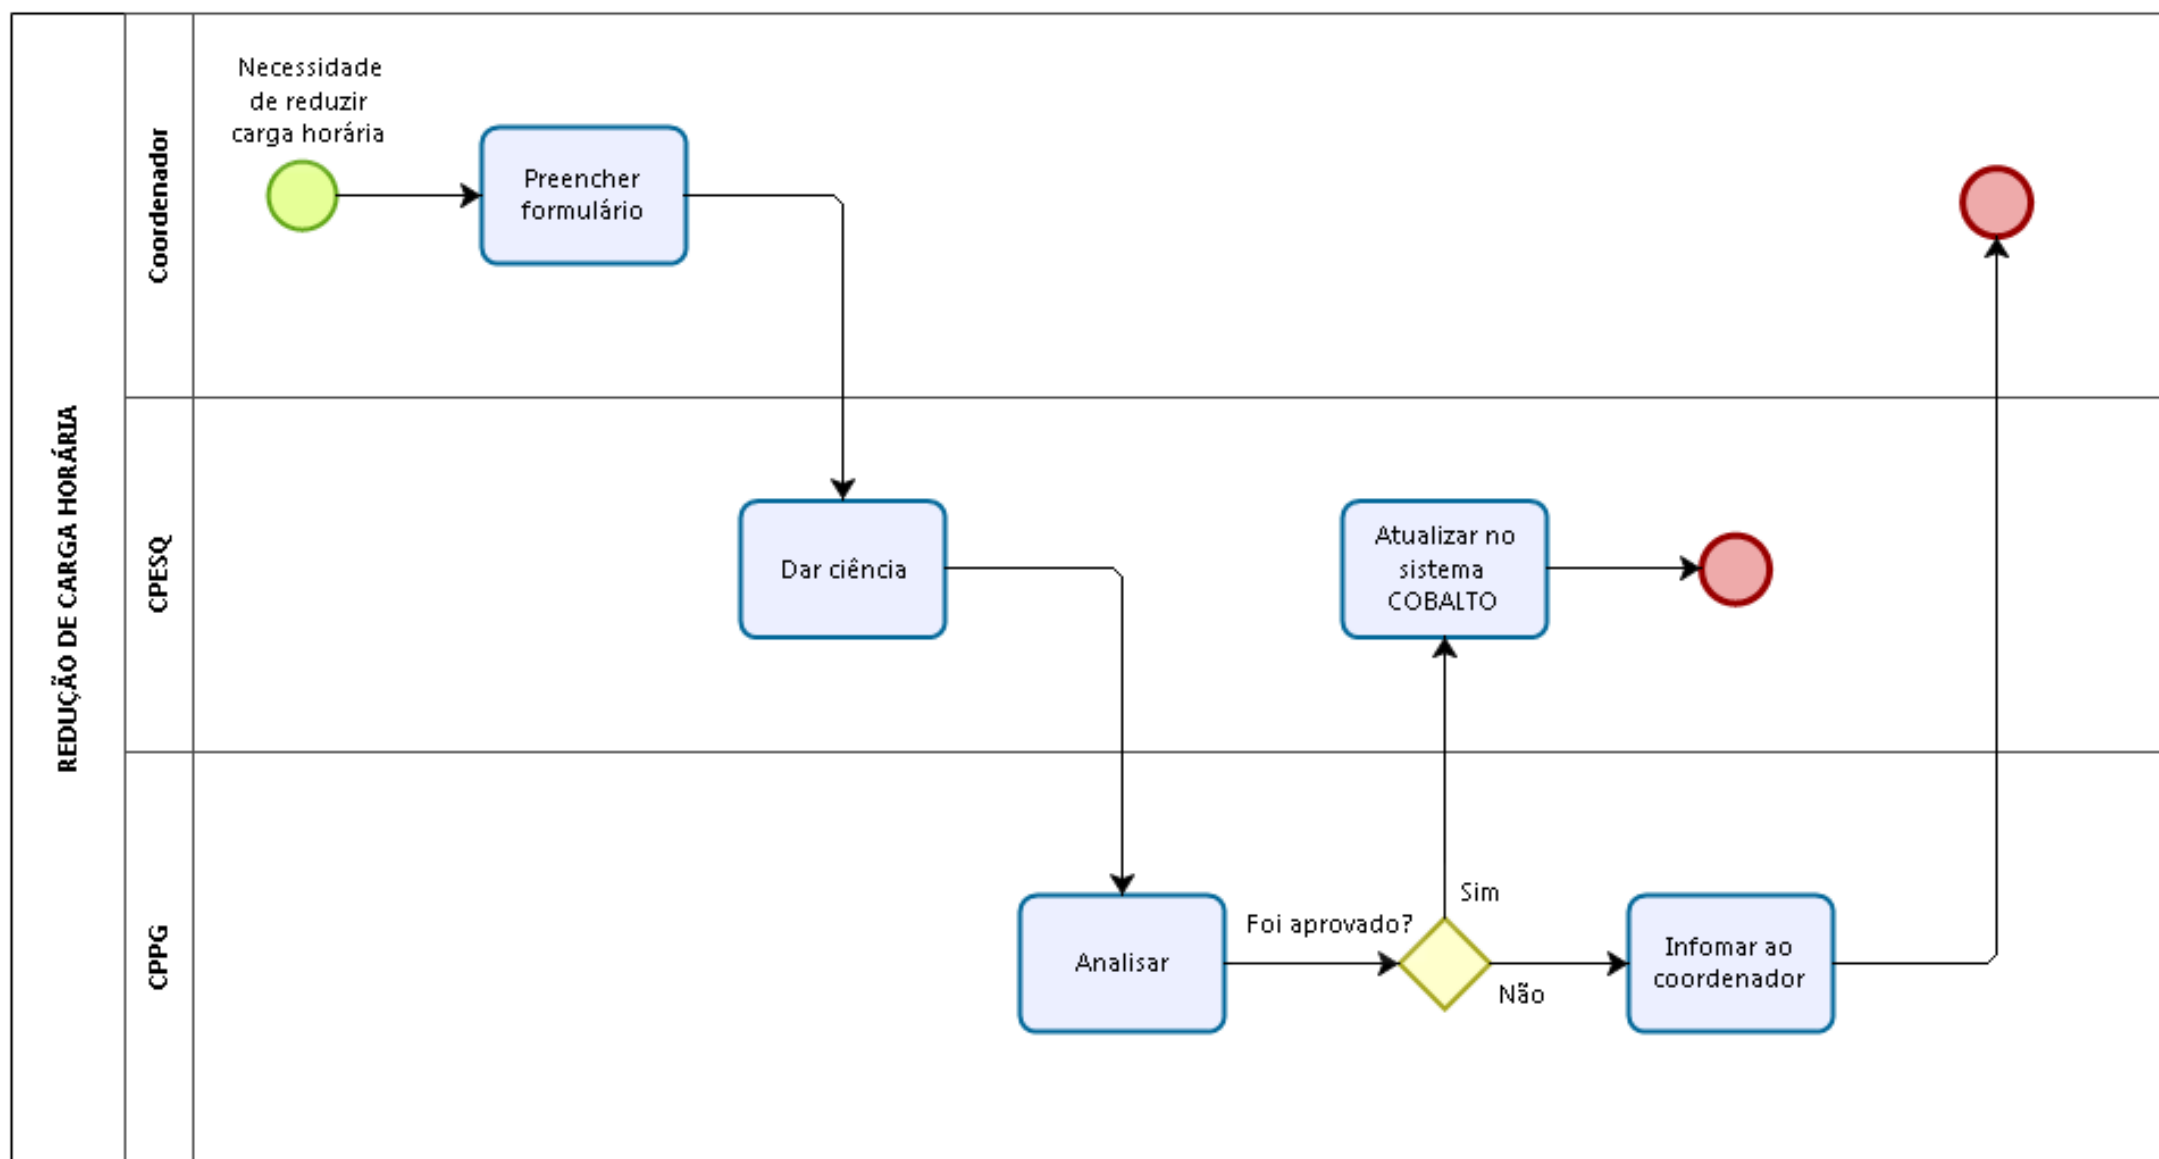 REDUÇÃO DE CARGA HORÁRIA
Coordenador
Necessidade
de reduzir
carga horária
Preencher
formulário
CPESQ
Dar ciência
Atualizar no
sistema
COBALTO
CPPG
Analisar
Foi aprovado?
Sim
Não
Infomar ao
coordenador